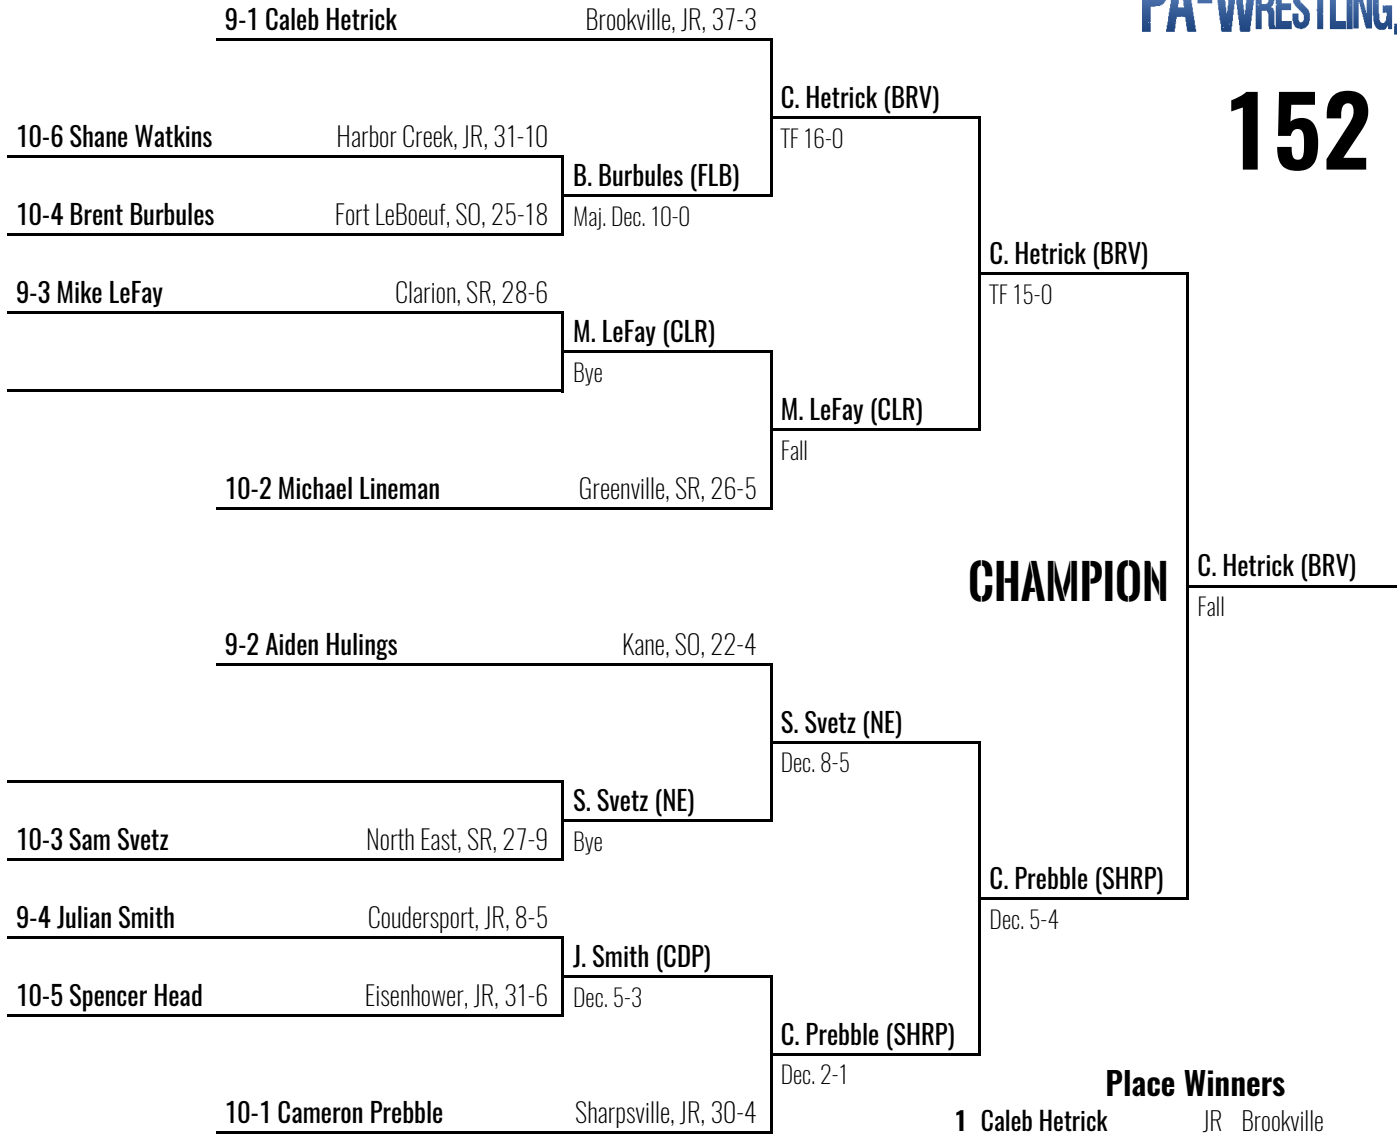 PA-WRESTLING.
152
9-1 Caleb Hetrick Brookville, JR, 37-3
C. Hetrick (BRV)
TF 16-0
10-6 Shane Watkins Harbor Creek, JR, 31-10
B. Burbules (FLB)
Maj. Dec. 10-0
10-4 Brent Burbules Fort LeBoeuf, SO, 25-18
C. Hetrick (BRV)
TF 15-0
9-3 Mike LeFay Clarion, SR, 28-6
M. LeFay (CLR)
Bye
M. LeFay (CLR)
Fall
10-2 Michael Lineman Greenville, SR, 26-5
CHAMPION
C. Hetrick (BRV)
Fall
9-2 Aiden Hulings Kane, SO, 22-4
S. Svetz (NE)
Dec. 8-5
S. Svetz (NE)
Bye
10-3 Sam Svetz North East, SR, 27-9
C. Prebble (SHRP)
Dec. 5-4
9-4 Julian Smith Coudersport, JR, 8-5
J. Smith (CDP)
Dec. 5-3
10-5 Spencer Head Eisenhower, JR, 31-6
C. Prebble (SHRP)
Dec. 2-1
10-1 Cameron Prebble Sharpsville, JR, 30-4
Place Winners
1 Caleb Hetrick JR Brookville